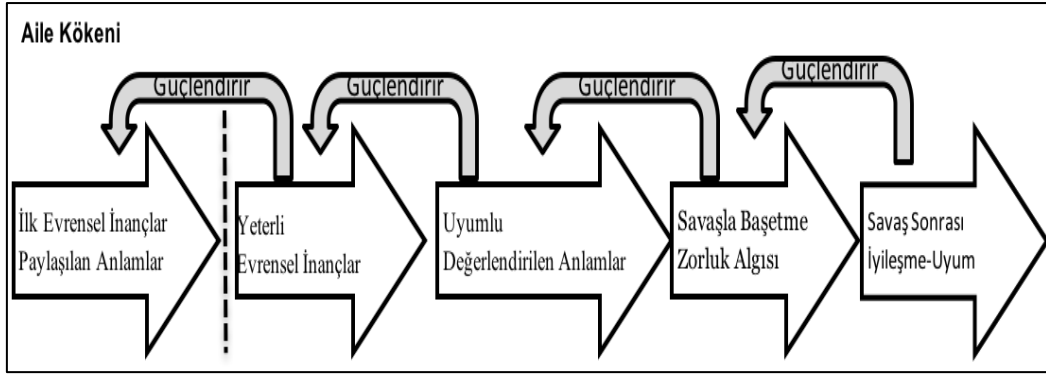 Aile Kökeni
Güçlendirir
Güçlendirir
Güçlendirir
Güçlendirir
İlk Evrensel İnançlar
Paylaşılan Anlamlar
Yeterli
Evrensel İnançlar
Uyumlu
Değerlendirilen Anlamlar
Savaşla Başetme
Zorluk Algısı
Savaş Sonrası
İyileşme-Uyum